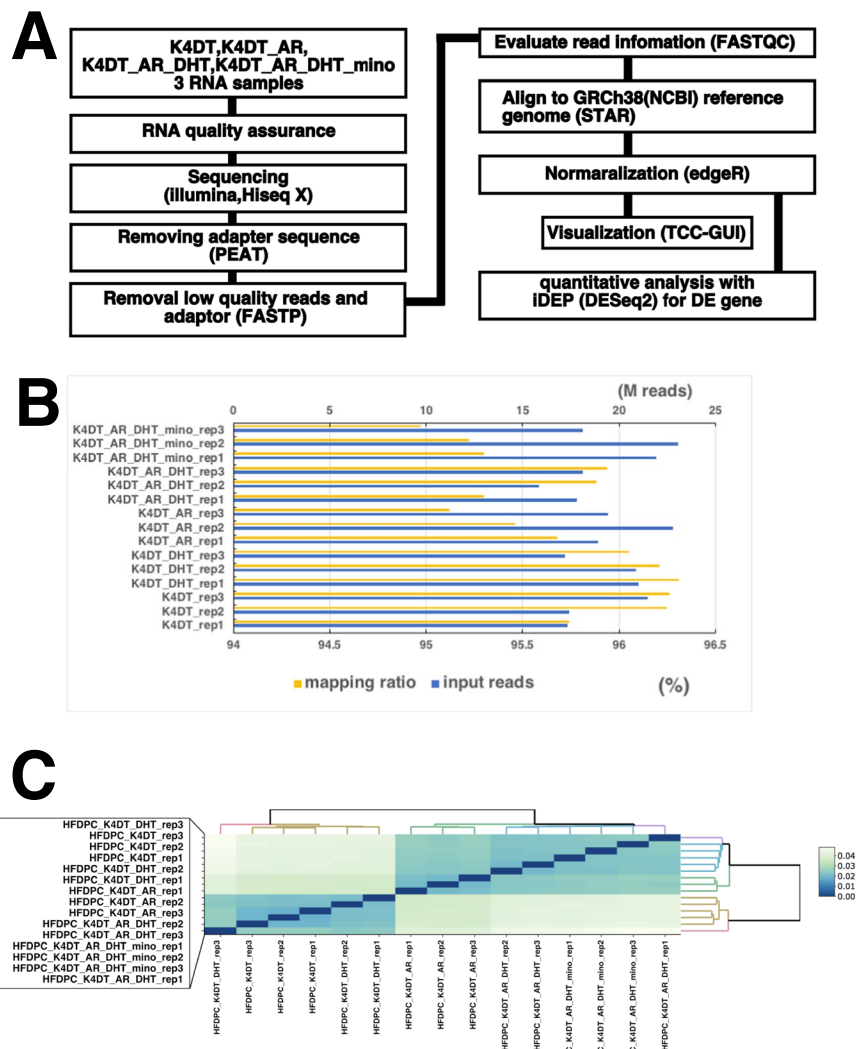 A
K4DT,K4DT_AR,
K4DT_AR_DHT,K4DT_AR_DHT_mino
3 RNA samples
RNA quality assurance
Sequencing
(illumina,Hiseq X)
Removing adapter sequence
(PEAT)
Removal low quality reads and
adaptor (FASTP)
Evaluate read infomation (FASTQC)
Align to GRCh38(NCBI) reference
genome (STAR)
Normaralization (edgeR)
Visualization (TCC-GUI)
quantitative analysis with
iDEP (DESeq2) for DE gene
B
(M reads)
0 5 10 15 20 25
K4DT_AR_DHT_mino_rep3
K4DT_AR_DHT_mino_rep2
K4DT_AR_DHT_mino_rep1
K4DT_AR_DHT_rep3
K4DT_AR_DHT_rep2
K4DT_AR_DHT_rep1
K4DT_AR_rep3
K4DT_AR_rep2
K4DT_AR_rep1
K4DT_DHT_rep3
K4DT_DHT_rep2
K4DT_DHT_rep1
K4DT_rep3
K4DT_rep2
K4DT_rep1
94 94.5 95 95.5 96 96.5
mapping ratio input reads (%)
C
HFDPC_K4DT_DHT_rep3
HFDPC_K4DT_rep3
HFDPC_K4DT_rep2
HFDPC_K4DT_rep1
HFDPC_K4DT_DHT_rep2
HFDPC_K4DT_DHT_rep1
HFDPC_K4DT_AR_rep1
HFDPC_K4DT_AR_rep2
HFDPC_K4DT_AR_rep3
HFDPC_K4DT_AR_DHT_rep2
HFDPC_K4DT_AR_DHT_rep3
HFDPC_K4DT_AR_DHT_mino_rep1
HFDPC_K4DT_AR_DHT_mino_rep2
HFDPC_K4DT_AR_DHT_mino_rep3
HFDPC_K4DT_AR_DHT_rep1
0.04
0.03
0.02
0.01
0.00
HFDPC_K4DT_DHT_rep3
HFDPC_K4DT_rep3
HFDPC_K4DT_rep2
HFDPC_K4DT_rep1
HFDPC_K4DT_DHT_rep2
HFDPC_K4DT_DHT_rep1
HFDPC_K4DT_AR_rep1
HFDPC_K4DT_AR_rep2
HFDPC_K4DT_AR_rep3
HFDPC_K4DT_AR_DHT_rep2
HFDPC_K4DT_AR_DHT_rep3
C_K4DT_AR_DHT_mino_rep1
C_K4DT_AR_DHT_mino_rep2
C_K4DT_AR_DHT_mino_rep3
HFDPC_K4DT_AR_DHT_rep1